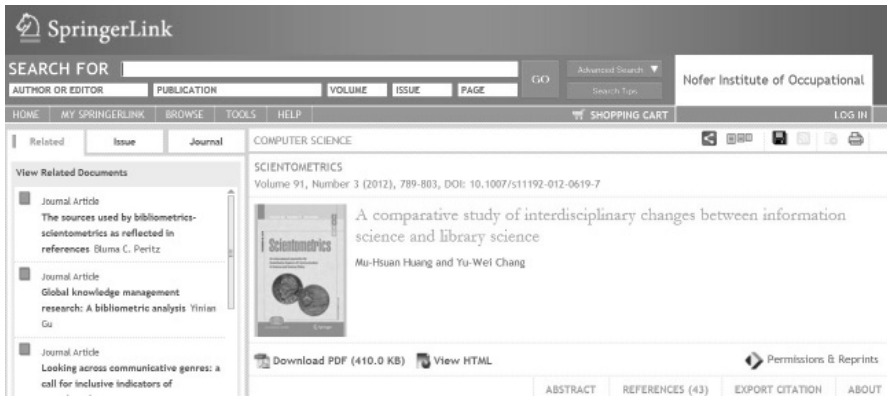 SpringerLink
SEARCH FOR
GO
Advanced Search
Search Tips
Nofer Institute of Occupational
AUTHOR OR EDITOR PUBLICATION VOLUME ISSUE PAGE
HOME MY SPRINGERLINK BROWSE TOOLS HELP SHOPPING CART LOG IN
Related Issue Journal
View Related Documents
Journal Article
The sources used by bibliometrics-
scientometrics as reflected in
references Bluma C. Peritz
Journal Article
Global knowledge management
research: A bibliometric analysis Yinian
Gu
Journal Article
Looking across communicative genres: a
call for inclusive indicators of
COMPUTER SCIENCE
SCIENTOMETRICS
Volume 91, Number 3 (2012), 789-803, DOI: 10.1007/s11192-012-0619-7
Scientometrics
A comparative study of interdisciplinary changes between information
science and library science
Mu-Hsuan Huang and Yu-Wei Chang
Download PDF (410.0 KB) View HTML
Permissions & Reprints
ABSTRACT REFERENCES (43) EXPORT CITATION ABOUT